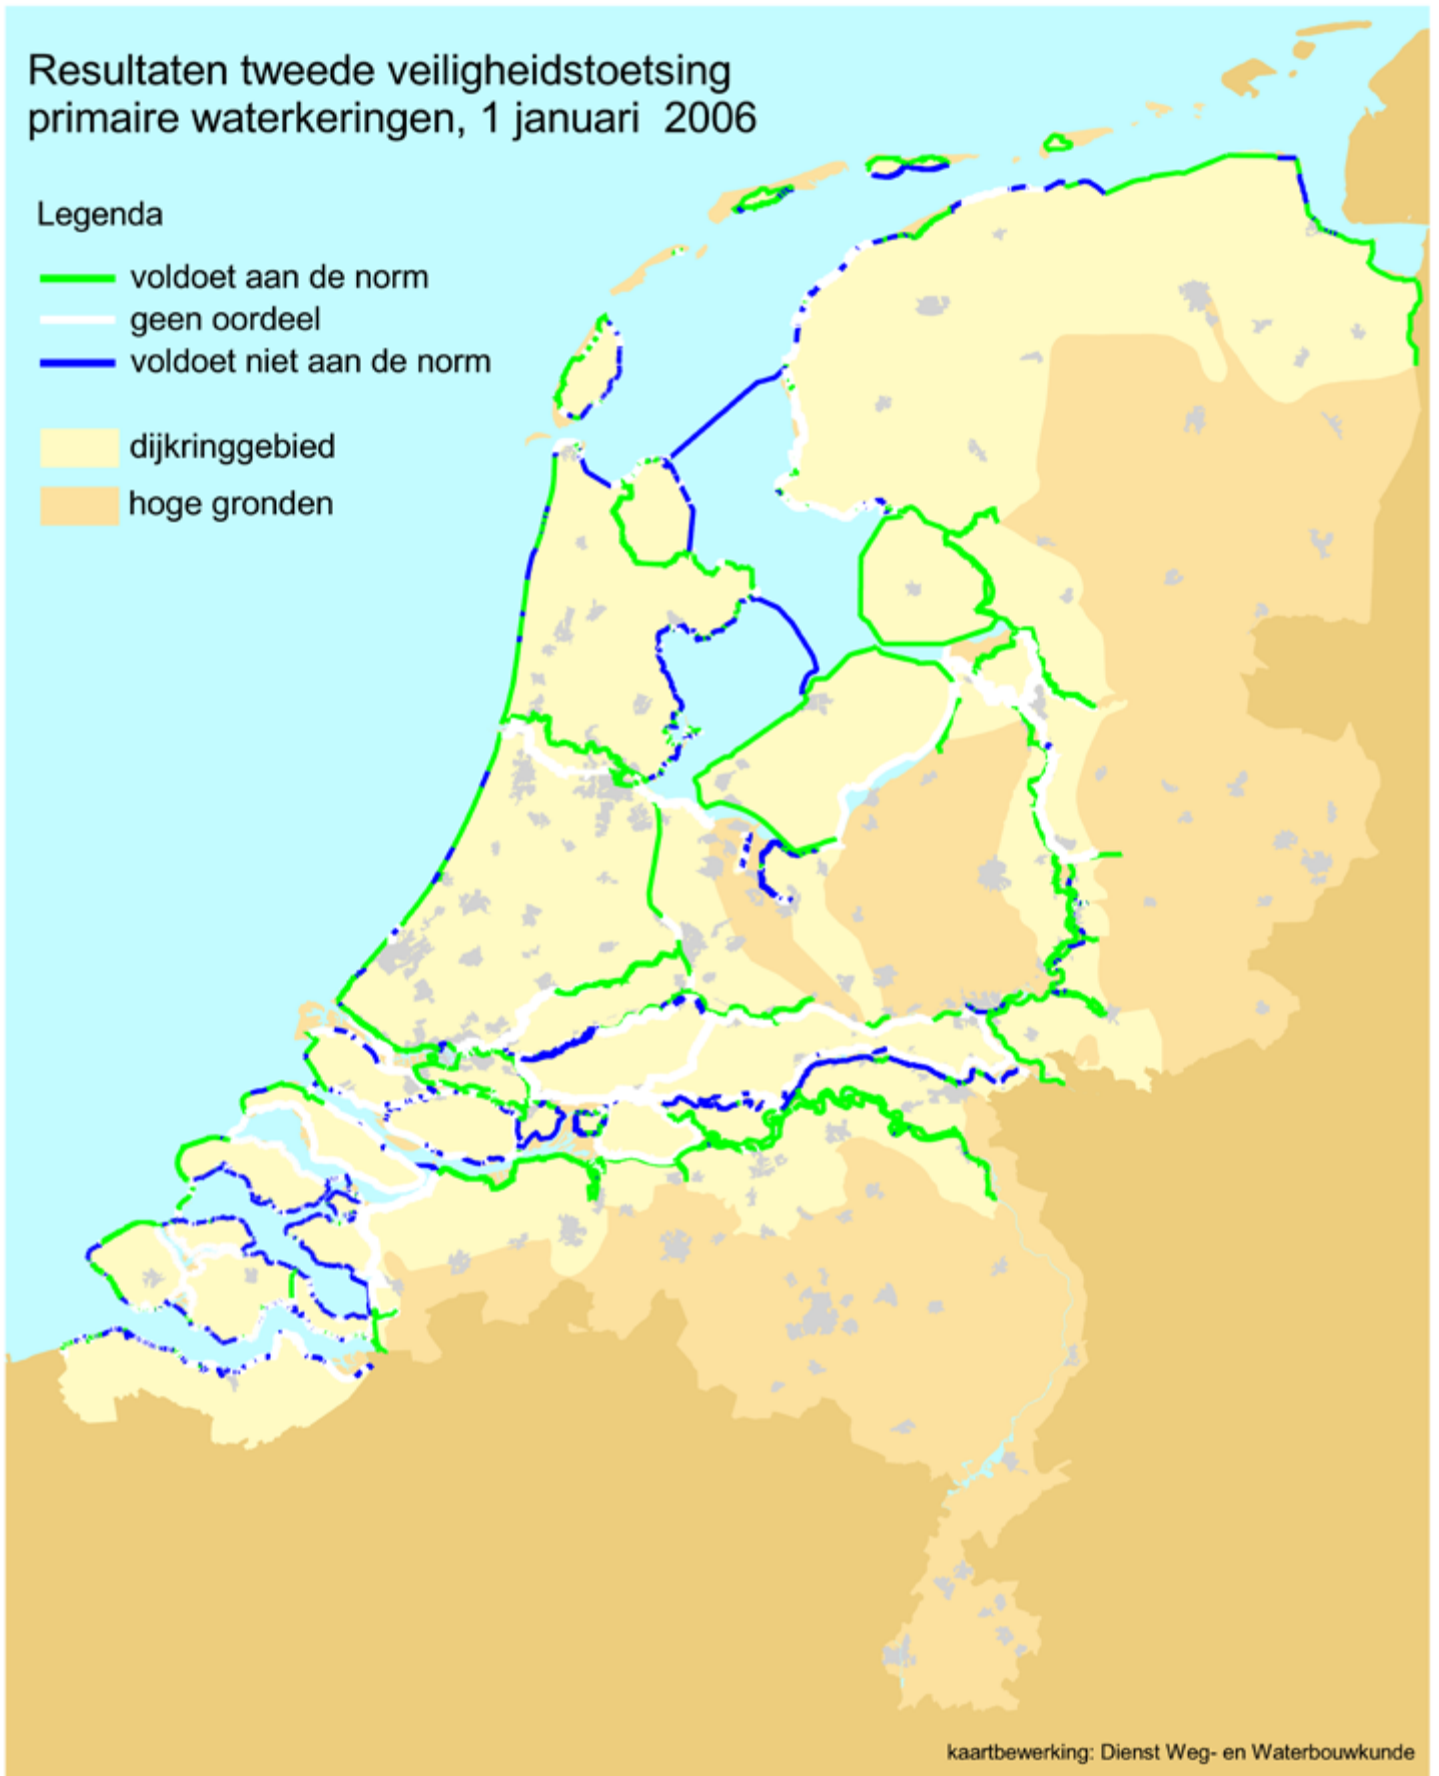 Resultaten tweede veiligheidstoetsing
primaire waterkeringen, 1 januari 2006
Legenda
voldoet aan de norm
geen oordeel
voldoet niet aan de norm
dijkringgebied
hoge gronden
kaartbewerking: Dienst Weg- en Waterbouwkunde